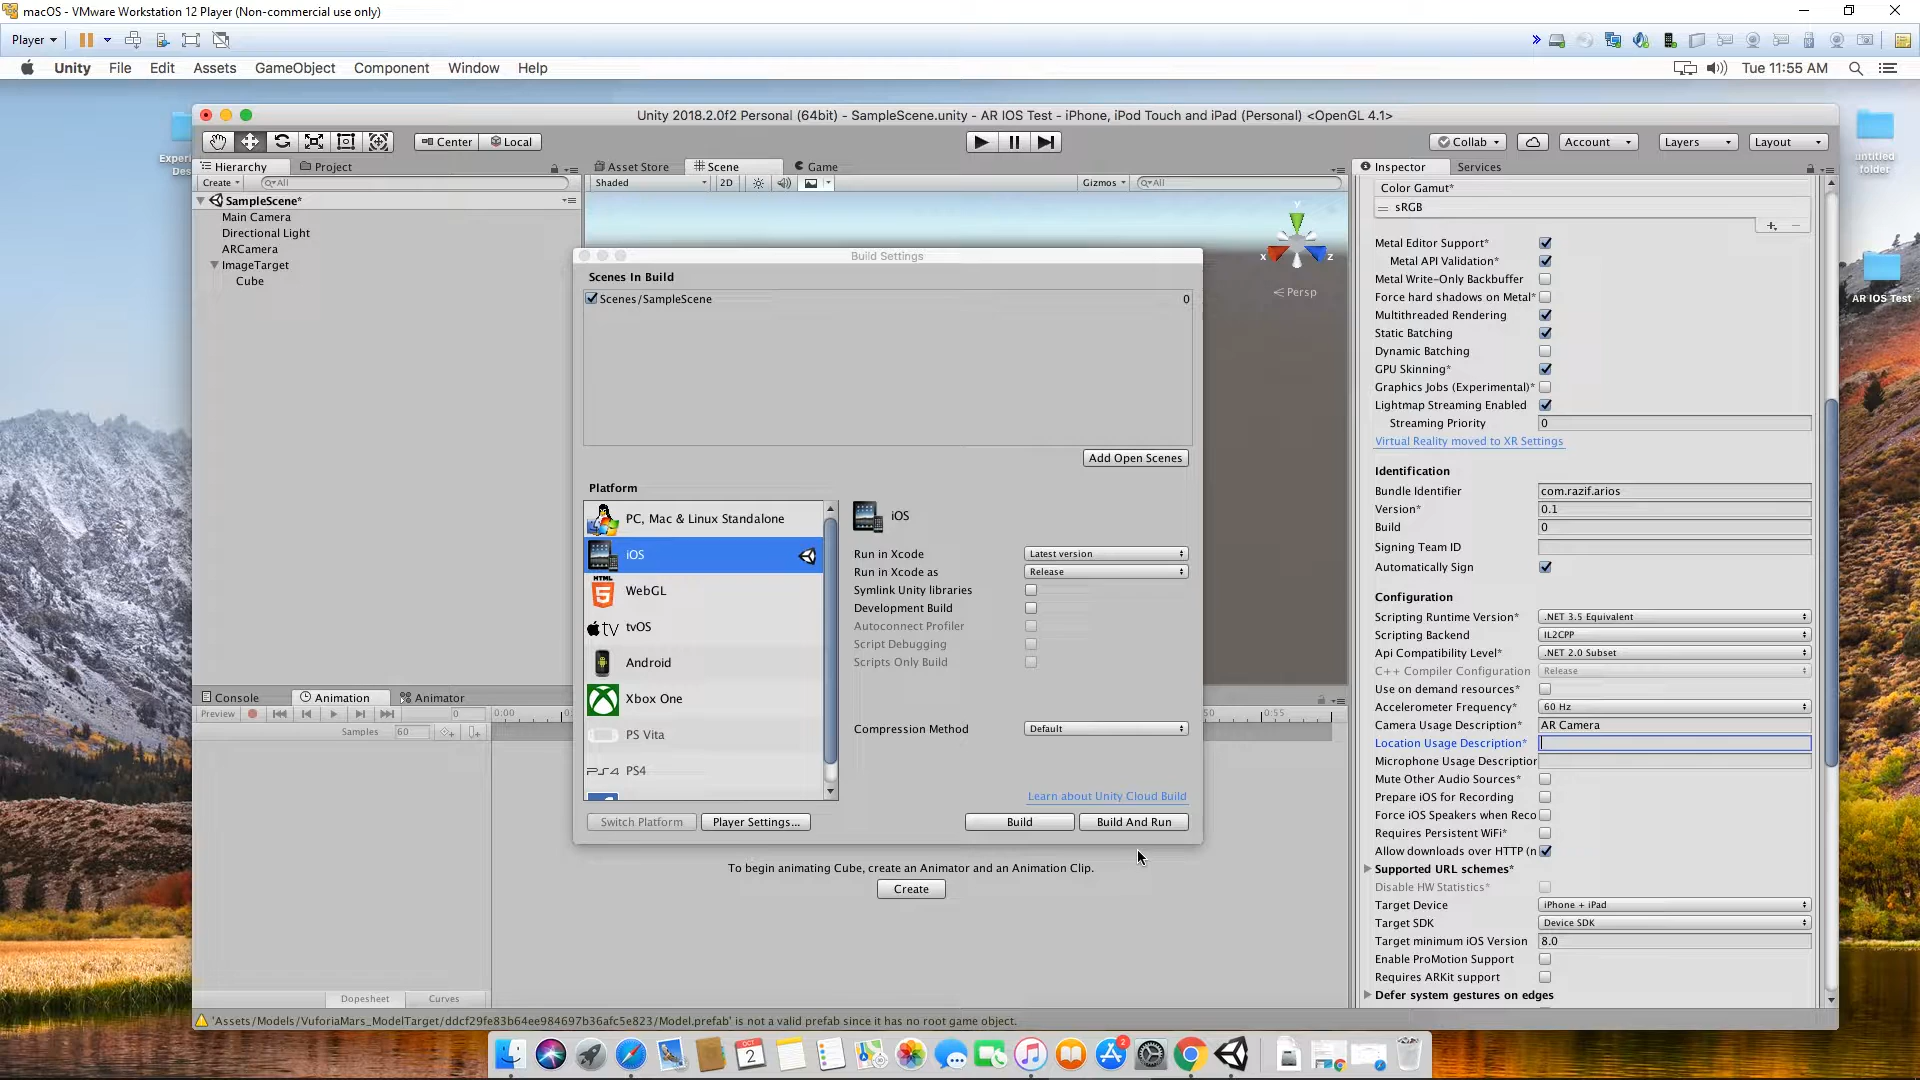 macOS - VMware Workstation 12 Player (Non-commercial use only)
Player
Unity File Edit Assets GameObject Component Window Help
Tue 11:55 AM
Unity 2018.2.0f2 Personal (64bit) - SampleScene.unity - AR IOS Test - iPhone, iPod Touch and iPad (Personal) <OpenGL 4.1>
Center Local
Collab Account Layers Layout
Hierarchy Project
Create All
SampleScene*
Main Camera
Directional Light
ARCamera
ImageTarget
Cube
Asset Store Scene Game
Shaded 2D Gizmos All
Y
X
Z
Persp
Build Settings
Scenes In Build
Scenes/SampleScene 0
Add Open Scenes
Platform
PC, Mac & Linux Standalone
iOS
HTML
5
WebGL
tv
tvOS
Android
Xbox One
PS Vita
PS4
iOS
Run in Xcode Latest version
Run in Xcode as Release
Symlink Unity libraries
Development Build
Autoconnect Profiler
Script Debugging
Scripts Only Build
Compression Method Default
Learn about Unity Cloud Build
Switch Platform Player Settings... Build Build And Run
Console Animation Animator
Preview 0 0:00
0:55
Samples 60
To begin animating Cube, create an Animator and an Animation Clip.
Create
Dopesheet Curves
Inspector Services
Color Gamut*
sRGB
Metal Editor Support*
Metal API Validation*
Metal Write-Only Backbuffer
Force hard shadows on Metal*
Multithreaded Rendering
Static Batching
Dynamic Batching
GPU Skinning*
Graphics Jobs (Experimental)*
Lightmap Streaming Enabled
Streaming Priority 0
Virtual Reality moved to XR Settings
Identification
Bundle Identifier com.razif.arios
Version* 0.1
Build 0
Signing Team ID
Automatically Sign
Configuration
Scripting Runtime Version* .NET 3.5 Equivalent
Scripting Backend IL2CPP
Api Compatibility Level* .NET 2.0 Subset
C++ Compiler Configuration Release
Use on demand resources*
Accelerometer Frequency* 60 Hz
Camera Usage Description* AR Camera
Location Usage Description*
Microphone Usage Description
Mute Other Audio Sources*
Prepare iOS for Recording
Force iOS Speakers when Reco
Requires Persistent WiFi*
Allow downloads over HTTP (n
Supported URL schemes*
Disable HW Statistics*
Target Device iPhone + iPad
Target SDK Device SDK
Target minimum iOS Version 8.0
Enable ProMotion Support
Requires ARKit support
Defer system gestures on edges
'Assets/Models/VuforiaMars_ModelTarget/ddcf29fe83b64ee984697b36afc5e823/Model.prefab' is not a valid prefab since it has no root game object.
untitled
folder
AR IOS Test
OCT
2
2